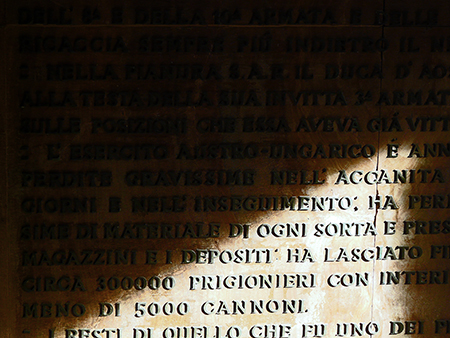 DELL' 8ª E DELLA 10ª ARMATA E DELLE
RICACCIA SEMPRE PIÚ INDIETRO IL NE
: NELLA FIANDRA S.A.R. IL DUCA D' AO
ALLA TESTA DELLA SUA INVITTA 3ª ARMAT
SULLE POSIZIONI CHE ESSA AVEVA GIÁ VITT
: L' ESERCITO AUSTRO-UNGARICO É ANN
PERDITE GRAVISSIME NELL' ACCANITA
GIORNI E NELL' INSEGUIMENTO; HA PER
SIME DI MATERIALE DI OGNI SORTA E PRES
MAGAZZINI E I DEPOSITI HA LASCIATO FI
CIRCA 300000 PRIGIONIERI CON INTERI
MENO DI 5000 CANNONI.
: I RESTI DI QUELLO CHE FU UNO DEI P